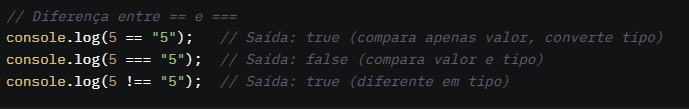 // Diferença entre == e ===
console.log(5 == "5");   // Saída: true (compara apenas valor, converte tipo)
console.log(5 === "5");  // Saída: false (compara valor e tipo)
console.log(5 !== "5");  // Saída: true (diferente em tipo)